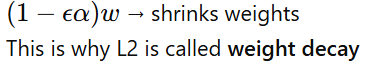 (1 − ϵα)w → shrinks weights
This is why L2 is called weight decay